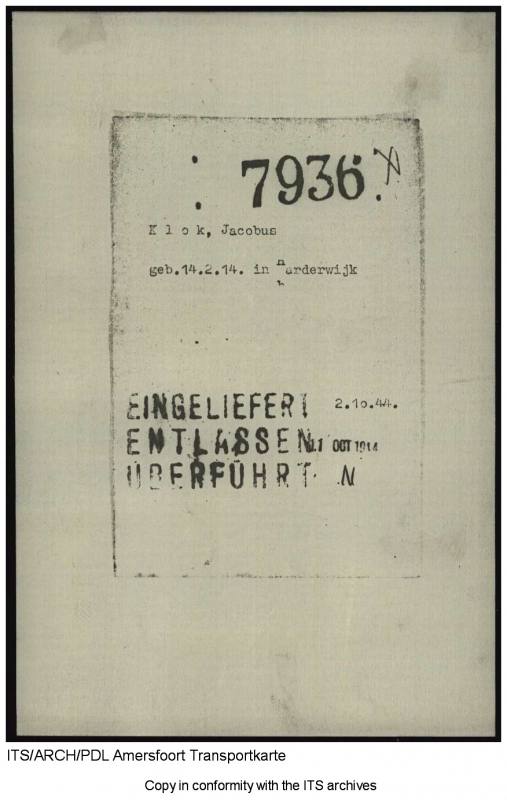 7936.
K l o k, Jacobus
geb.14.2.14. in Harderwijk
EINGELIEFERT 2.10.44.
ENTLASSEN 11 OCT 1944
ÜBERFÜHRT N
ITS/ARCH/PDL Amersfoort Transportkarte
Copy in conformity with the ITS archives